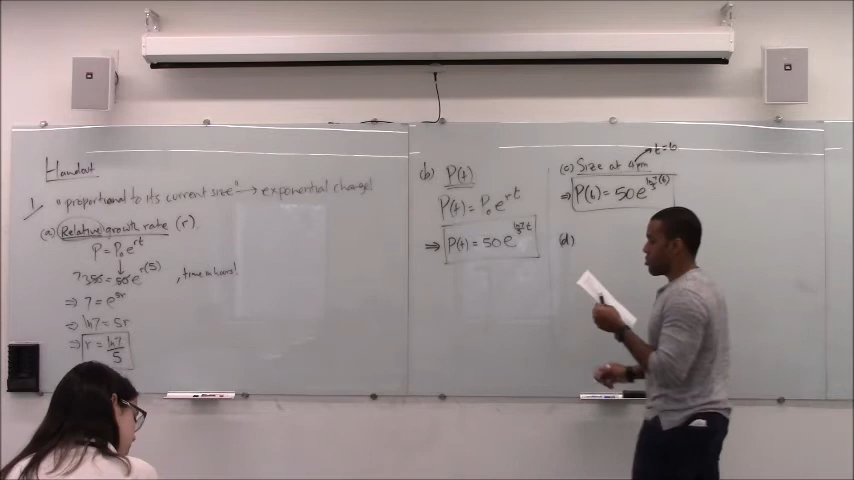 Handout
1. "proportional to its current size" → exponential change!
(a) Relative growth rate (r).
P = P₀e^rt
= 50e^r(5) , time in hours!
⇒ 7 = e^5r
⇒ ln7 = 5r
⇒ r = ln7/5
(b) P(t)
P(t) = P₀e^rt
⇒ P(t) = 50e^(ln7/5 t)
(c) Size at 4pm → t=6
⇒ P(6) = 50e^(ln7/5 (6))
(d)